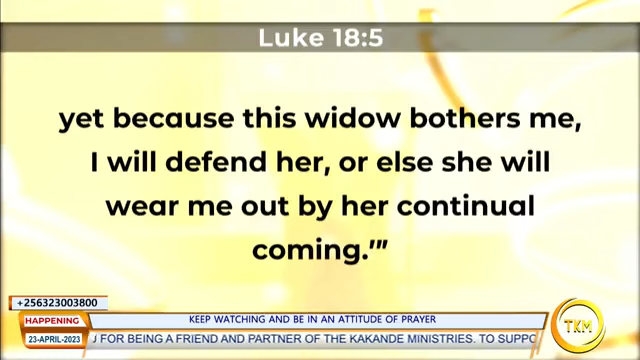 Luke 18:5
yet because this widow bothers me,
I will defend her, or else she will
wear me out by her continual
coming.’”
+256323003800
HAPPENING
KEEP WATCHING AND BE IN AN ATTITUDE OF PRAYER
23-APRIL-2023
FOR BEING A FRIEND AND PARTNER OF THE KAKANDE MINISTRIES. TO SUPPO
TKM